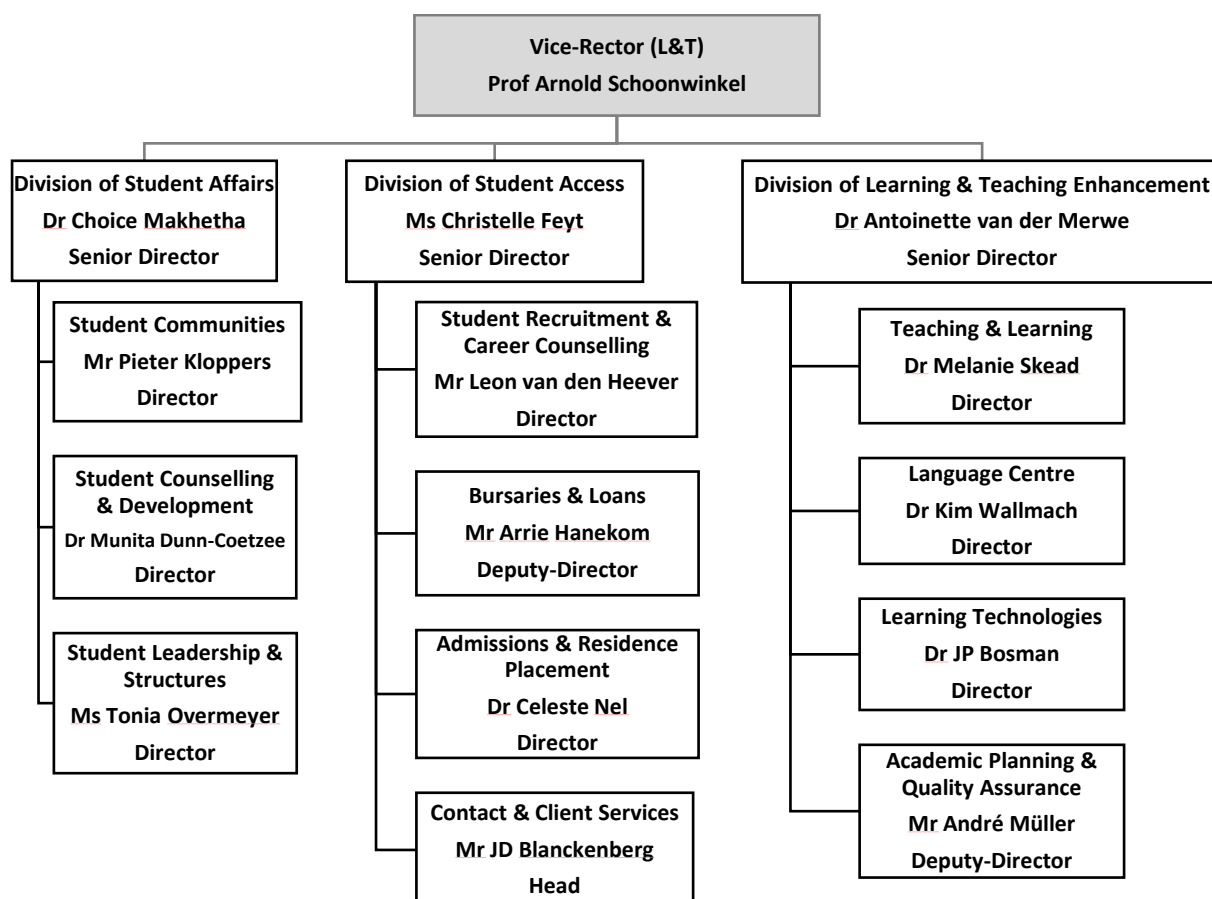 Vice-Rector (L&T)
Prof Arnold Schoonwinkel
Division of Student Affairs
Dr Choice Makhetha
Senior Director
Student Communities
Mr Pieter Kloppers
Director
Student Counselling
& Development
Dr Munita Dunn-Coetzee
Director
Student Leadership &
Structures
Ms Tonia Overmeyer
Director
Division of Student Access
Ms Christelle Feyt
Senior Director
Student Recruitment &
Career Counselling
Mr Leon van den Heever
Director
Bursaries & Loans
Mr Arrie Hanekom
Deputy-Director
Admissions & Residence
Placement
Dr Celeste Nel
Director
Contact & Client Services
Mr JD Blanckenberg
Head
Division of Learning & Teaching Enhancement
Dr Antoinette van der Merwe
Senior Director
Teaching & Learning
Dr Melanie Skead
Director
Language Centre
Dr Kim Wallmach
Director
Learning Technologies
Dr JP Bosman
Director
Academic Planning &
Quality Assurance
Mr André Müller
Deputy-Director